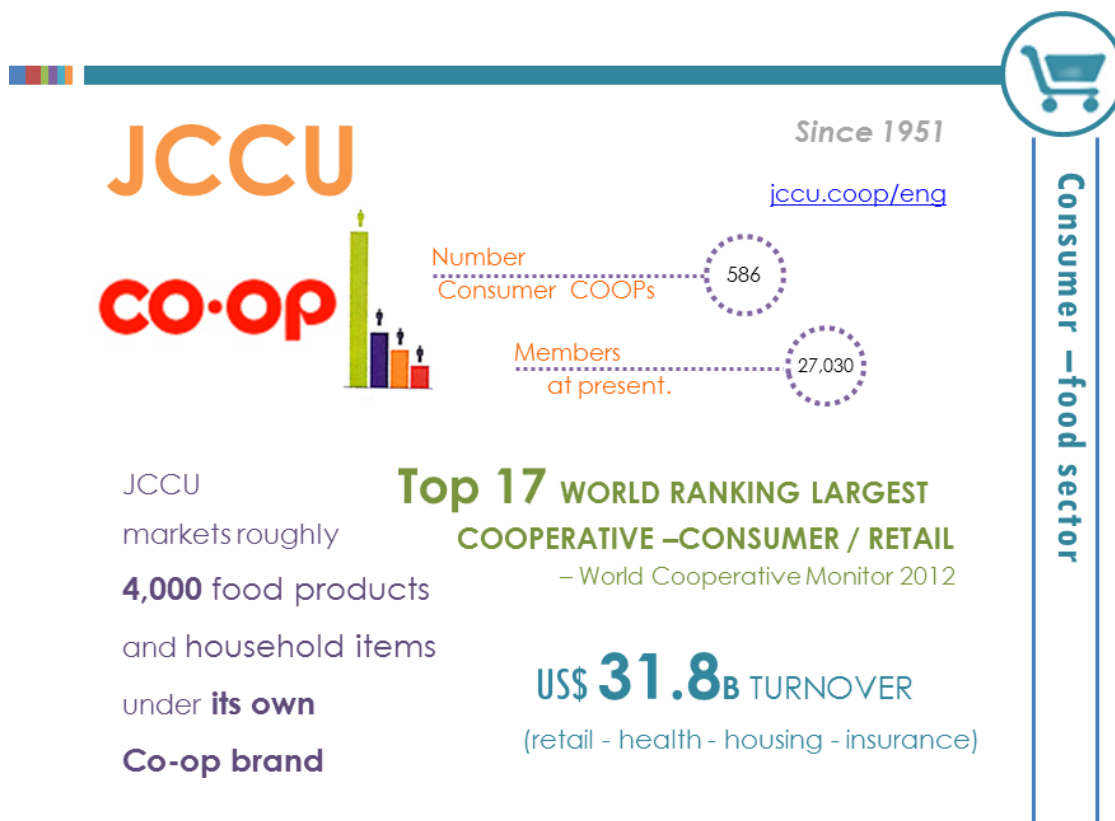 JCCU
Since 1951
jccu.coop/eng
co·op
Number
Consumer COOPs
586
Members
at present.
27,030
JCCU
markets roughly
4,000 food products
and household items
under its own
Co-op brand
Top 17 WORLD RANKING LARGEST
COOPERATIVE –CONSUMER / RETAIL
– World Cooperative Monitor 2012
US$ 31.8B TURNOVER
(retail - health - housing - insurance)
Consumer –food sector